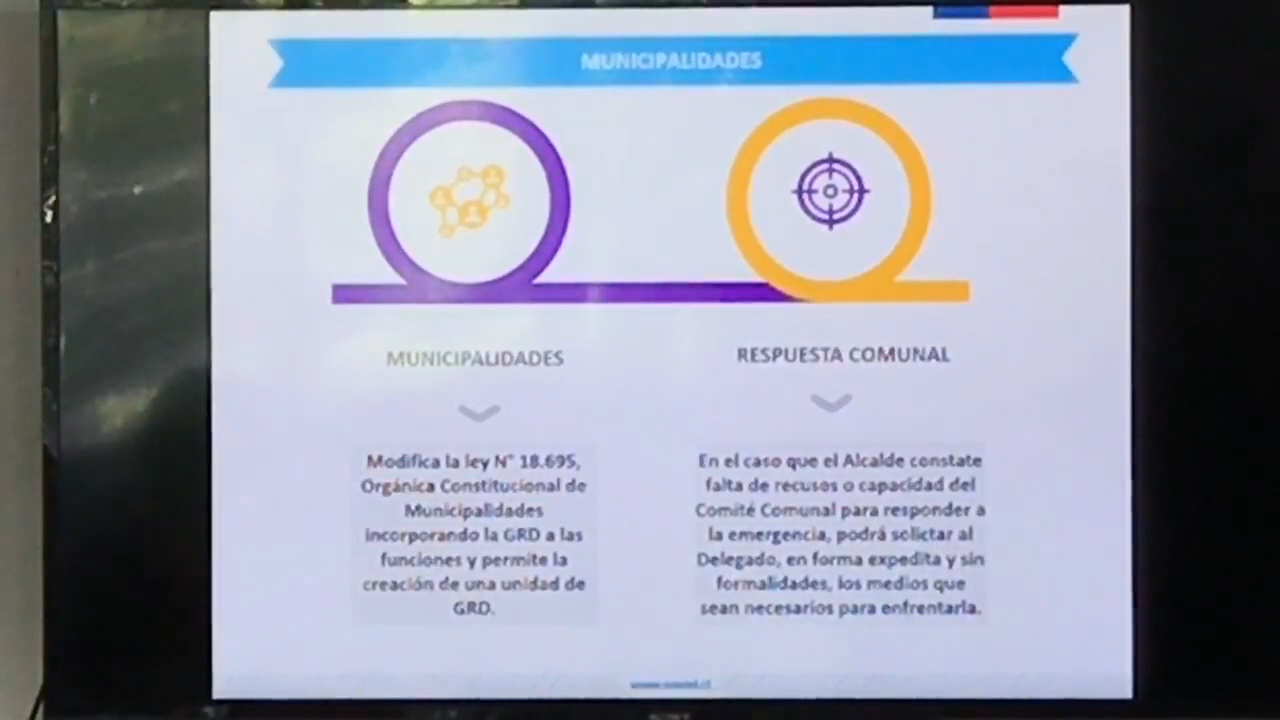 MUNICIPALIDADES
MUNICIPALIDADES
Modifica la ley N° 18.695,
Orgánica Constitucional de
Municipalidades
incorporando la GRD a las
funciones y permite la
creación de una unidad de
GRD.
RESPUESTA COMUNAL
En el caso que el Alcalde constate
falta de recusos o capacidad del
Comité Comunal para responder a
la emergencia, podrá solictar al
Delegado, en forma expedita y sin
formalidades, los medios que
sean necesarios para enfrentarla.
SONY